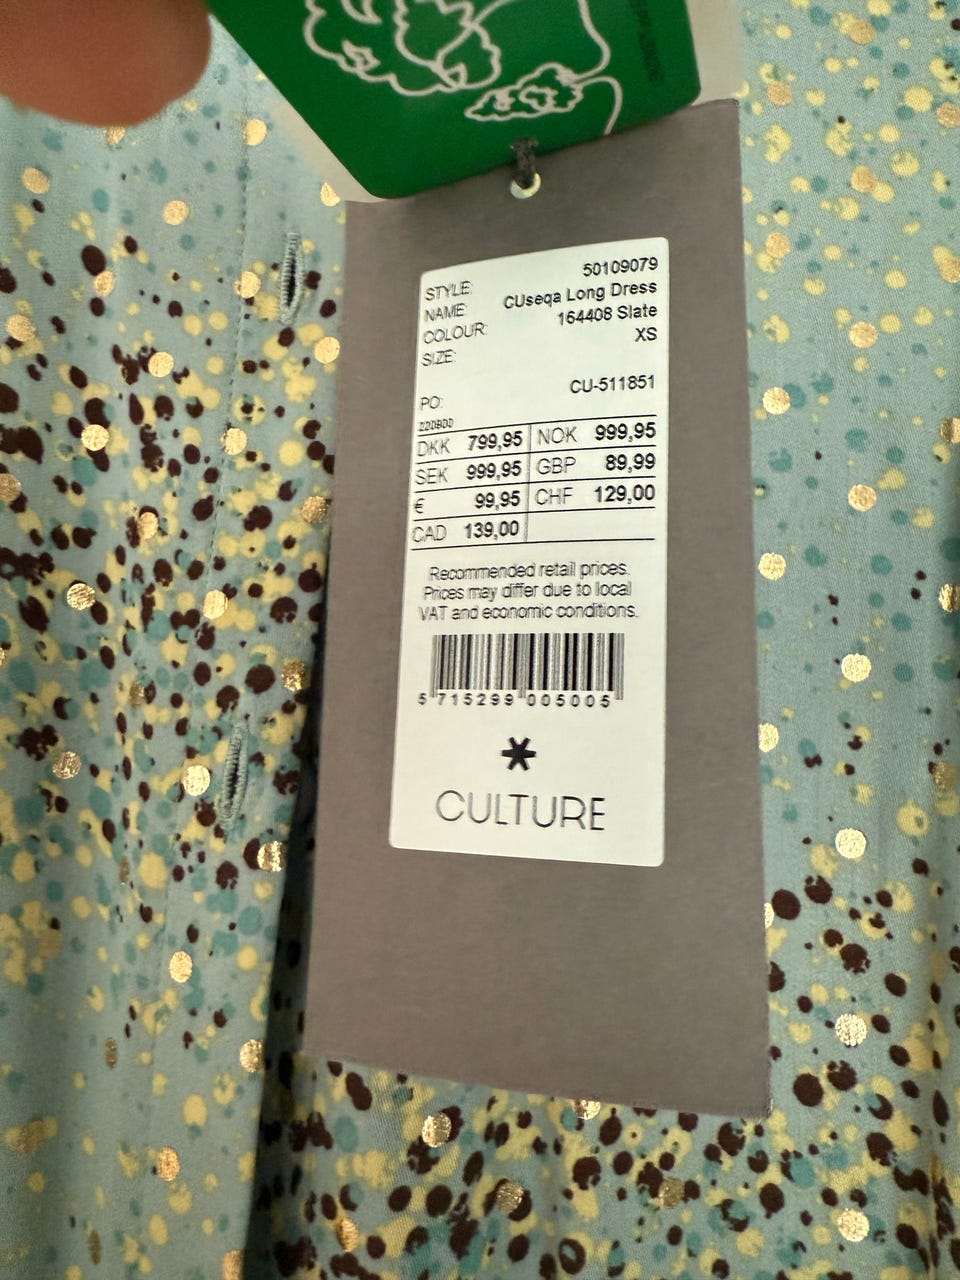 STYLE: 50109079
NAME: CUseqa Long Dress
COLOUR: 164408 Slate
SIZE: XS
PO: CU-511851
DKK 799,95 NOK 999,95
SEK 999,95 GBP 89,99
€ 99,95 CHF 129,00
CAD 139,00
Recommended retail prices.
Prices may differ due to local
VAT and economic conditions.
5 715299 005005
CULTURE